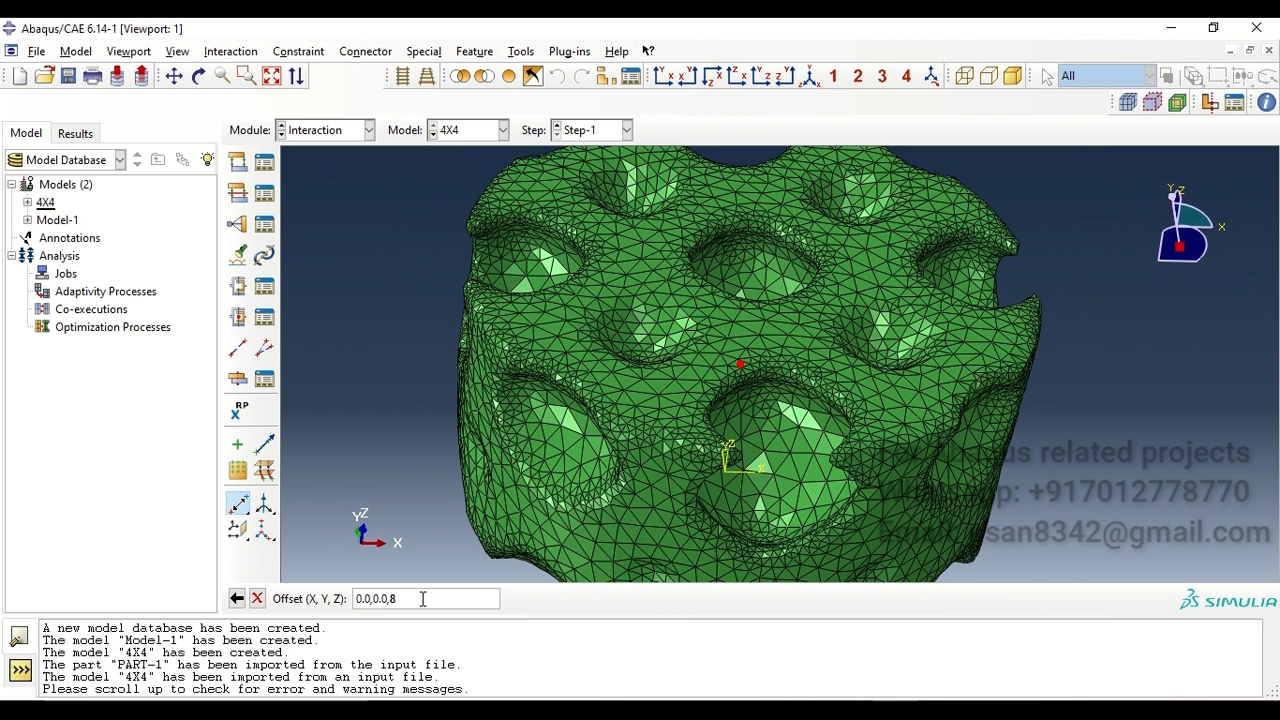 Abaqus/CAE 6.14-1 [Viewport: 1]
File Model Viewport View Interaction Constraint Connector Special Feature Tools Plug-ins Help
1 2 3 4 All
Model Results Module: Interaction Model: 4X4 Step: Step-1
Model Database
Models (2)
4X4
Model-1
Annotations
Analysis
Jobs
Adaptivity Processes
Co-executions
Optimization Processes
RP
Y Z
X
YZ
X
Y Z
X
us related projects
: +917012778770
san8342@gmail.com
Offset (X, Y, Z): 0.0,0.0,8
SIMULIA
A new model database has been created.
The model "Model-1" has been created.
The model "4X4" has been created.
The part "PART-1" has been imported from the input file.
The model "4X4" has been imported from an input file.
Please scroll up to check for error and warning messages.
>>>